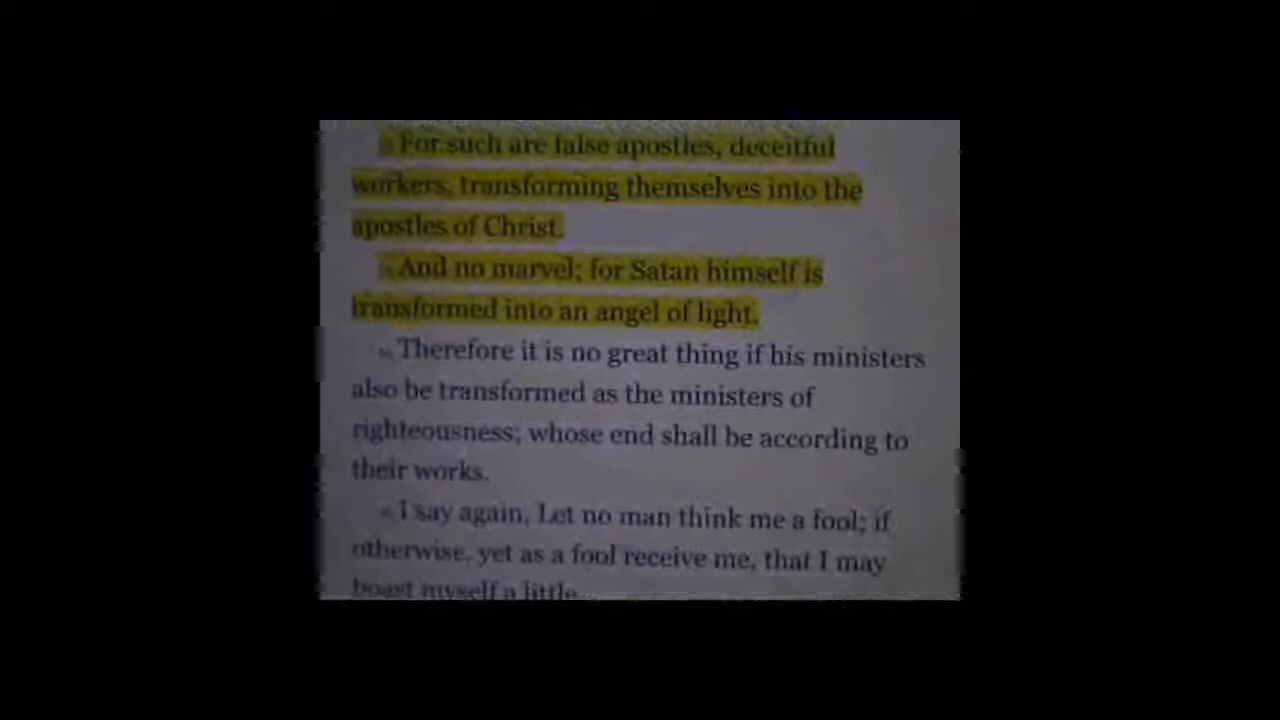 For such are false apostles, deceitful
workers, transforming themselves into the
apostles of Christ.
And no marvel; for Satan himself is
transformed into an angel of light.
Therefore it is no great thing if his ministers
also be transformed as the ministers of
righteousness; whose end shall be according to
their works.
I say again, Let no man think me a fool; if
otherwise, yet as a fool receive me, that I may
boast myself a little.